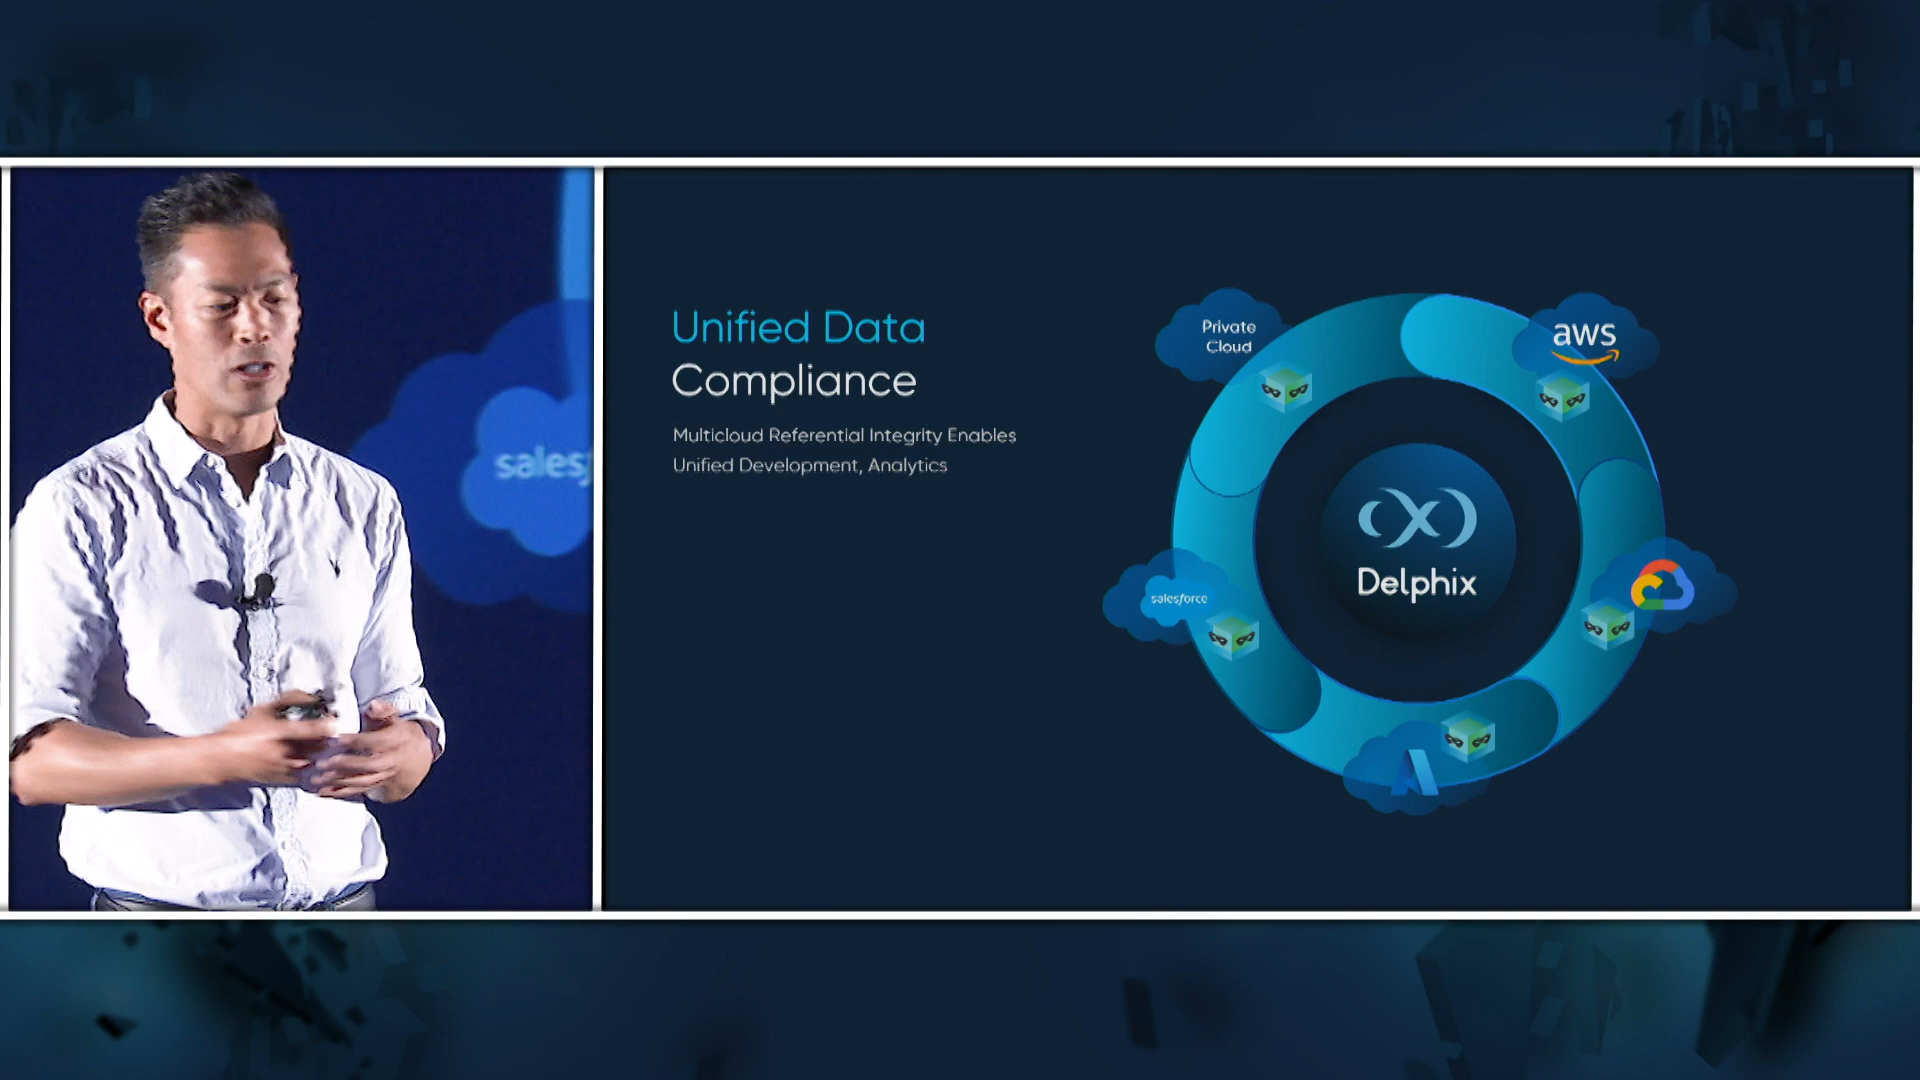 Unified Data
Compliance
Multicloud Referential Integrity Enables
Unified Development, Analytics
Private
Cloud
aws
salesforce
Delphix
sales